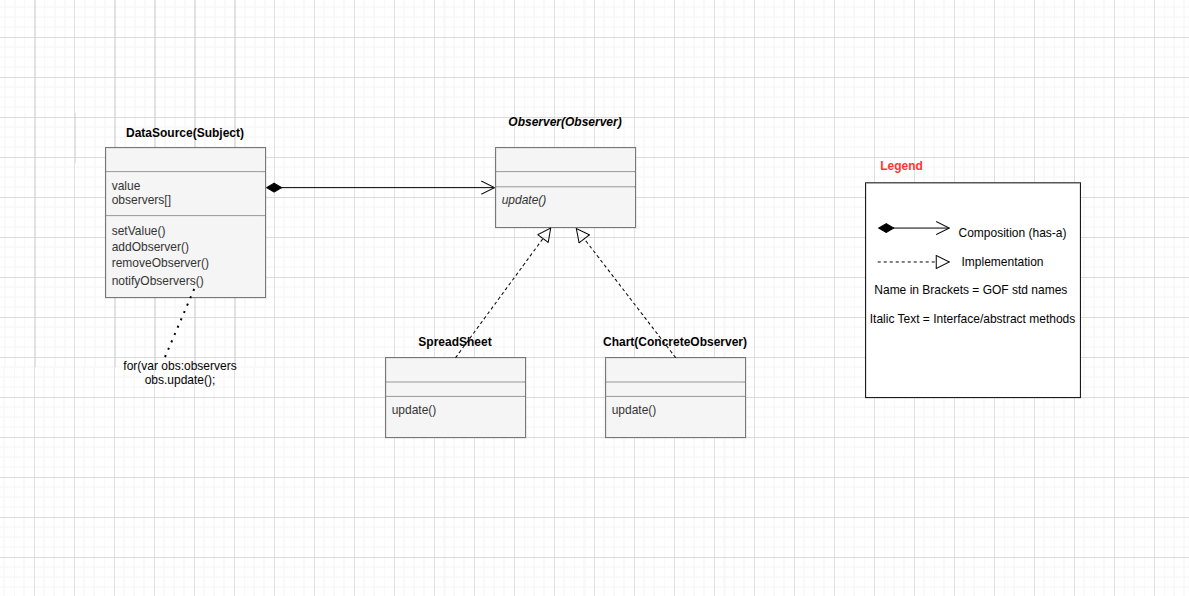 DataSource(Subject)
value
observers[]
setValue()
addObserver()
removeObserver()
notifyObservers()
for(var obs:observers
obs.update();
Observer(Observer)
update()
SpreadSheet
update()
Chart(ConcreteObserver)
update()
Legend
Composition (has-a)
Implementation
Name in Brackets = GOF std names
Italic Text = Interface/abstract methods